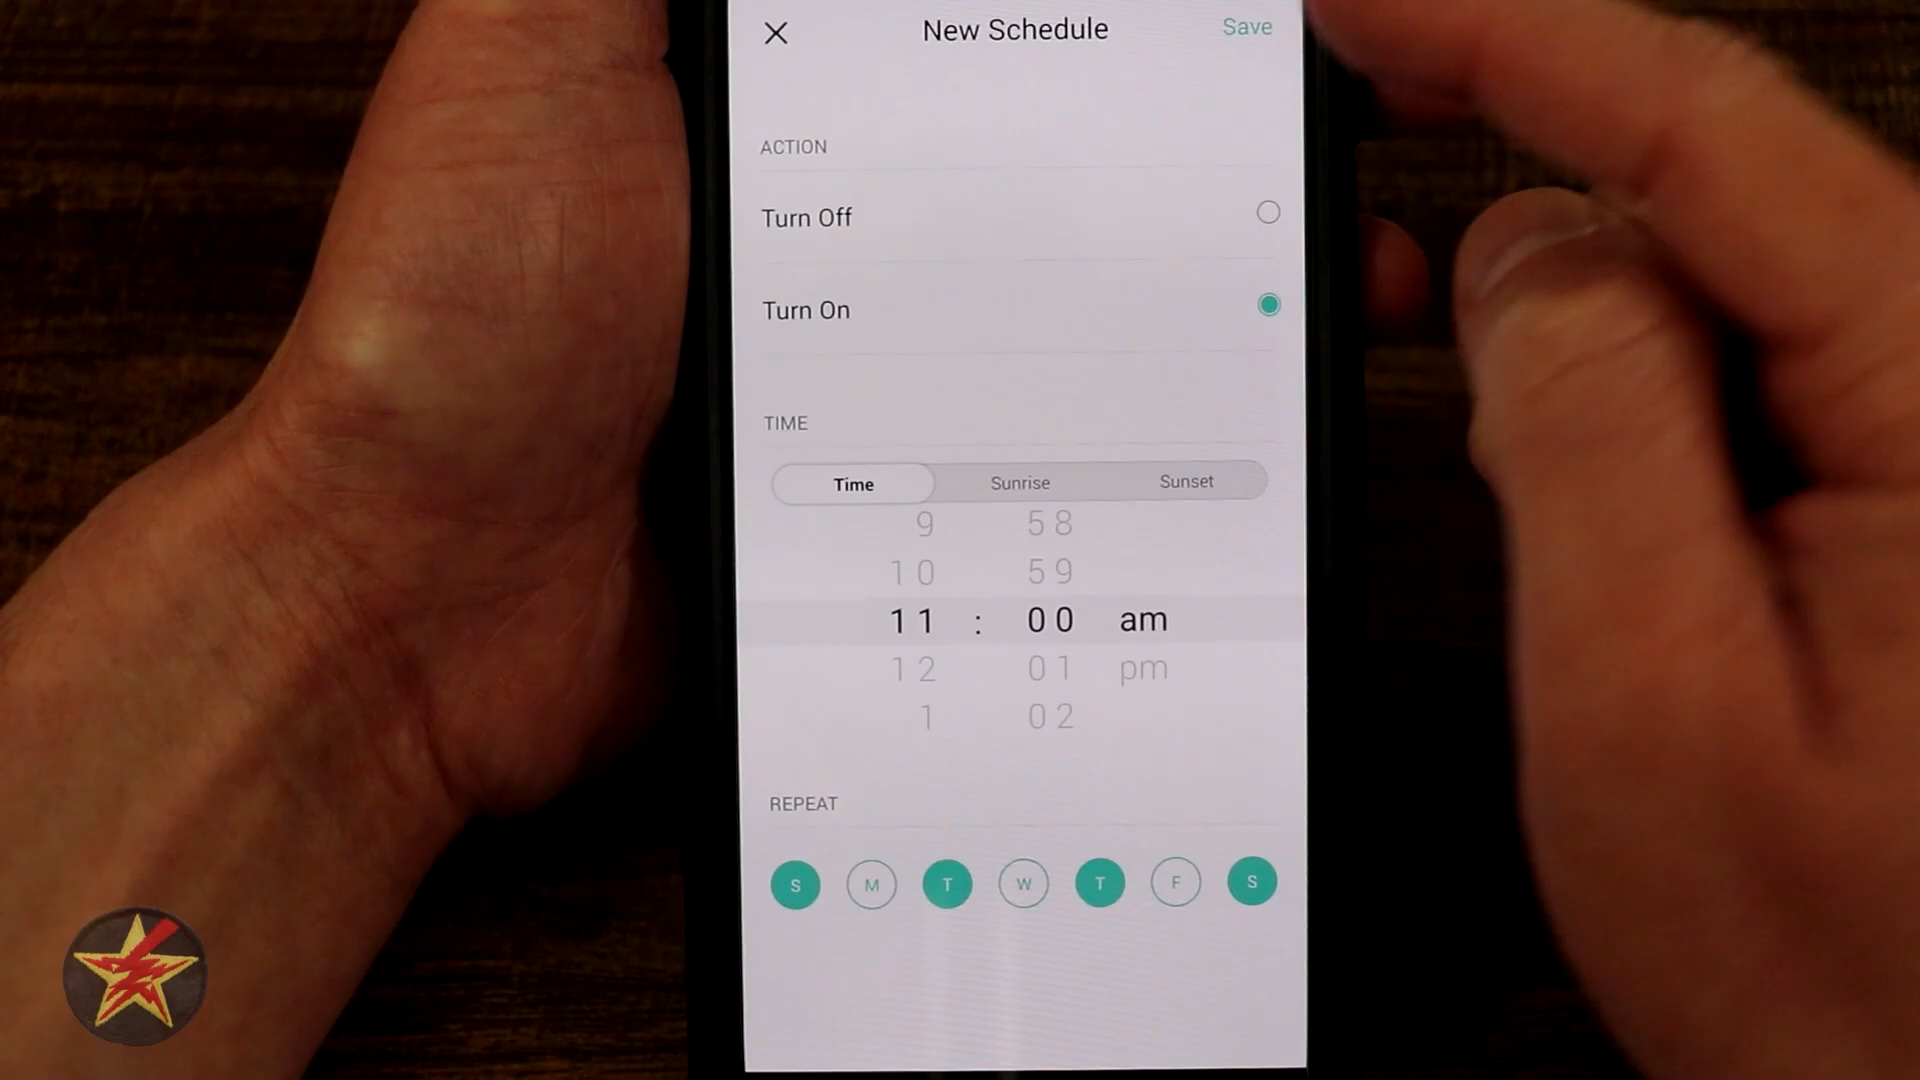 New Schedule Save
ACTION
Turn Off
Turn On
TIME
Time Sunrise Sunset
9 58
10 59
11 : 00 am
12 01 pm
1 02
REPEAT
S M T W T F S